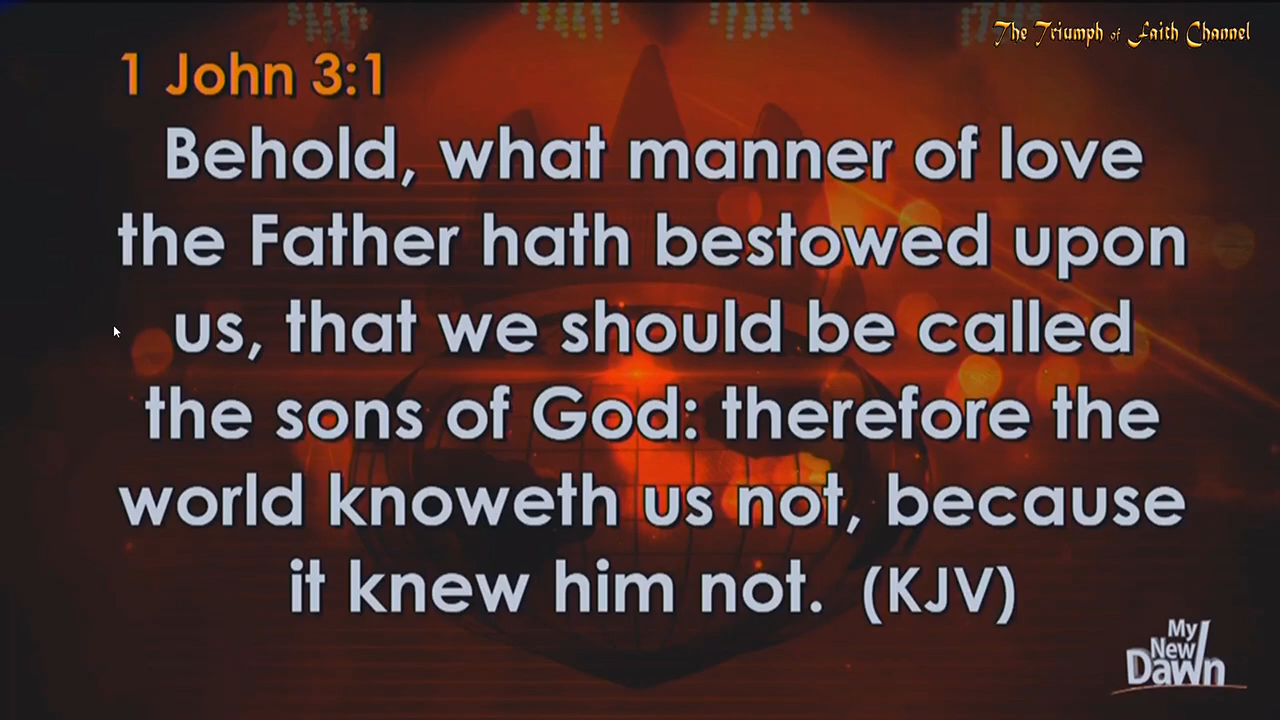 The Triumph of Faith Channel
1 John 3:1
Behold, what manner of love
the Father hath bestowed upon
us, that we should be called
the sons of God: therefore the
world knoweth us not, because
it knew him not. (KJV)
My
New
Dawn